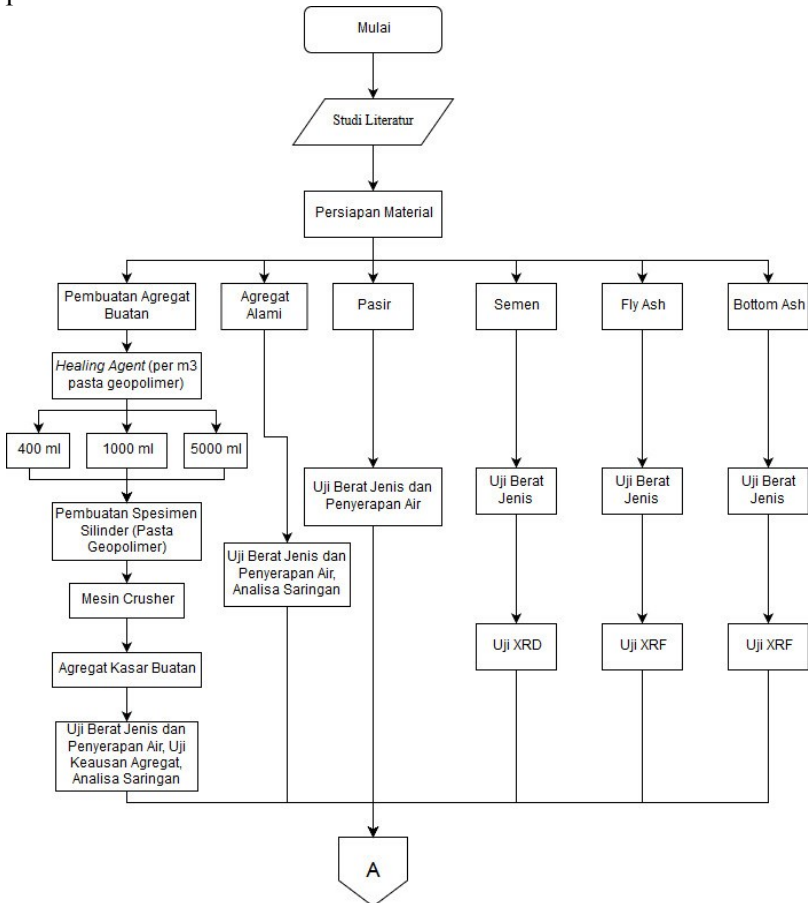 Mulai
Studi Literatur
Persiapan Material
Pembuatan Agregat
Buatan
Agregat
Alami
Pasir
Semen
Fly Ash
Bottom Ash
Healing Agent (per m3
pasta geopolimer)
400 ml
1000 ml
5000 ml
Pembuatan Spesimen
Silinder (Pasta
Geopolimer)
Mesin Crusher
Agregat Kasar Buatan
Uji Berat Jenis dan
Penyerapan Air, Uji
Keausan Agregat,
Analisa Saringan
Uji Berat Jenis dan
Penyerapan Air,
Analisa Saringan
Uji Berat Jenis dan
Penyerapan Air
Uji Berat
Jenis
Uji XRD
Uji Berat
Jenis
Uji XRF
Uji Berat
Jenis
Uji XRF
A